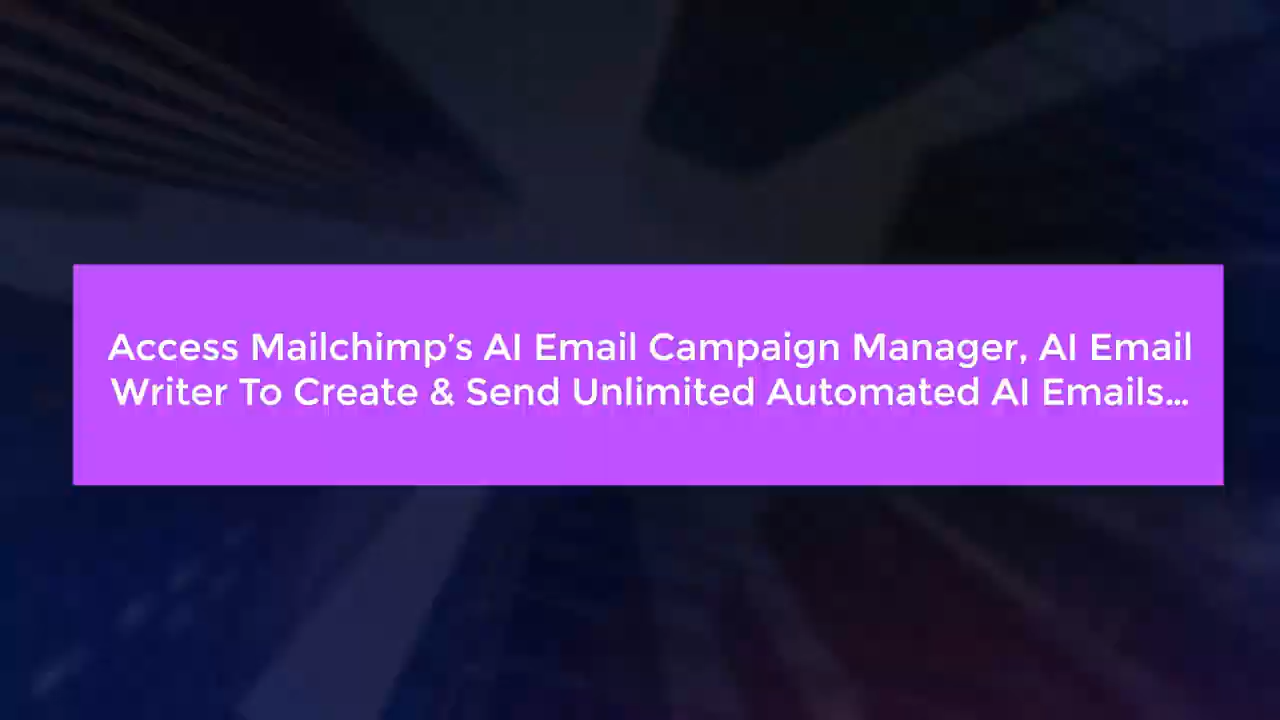 Access Mailchimp’s AI Email Campaign Manager, AI Email
Writer To Create & Send Unlimited Automated AI Emails...